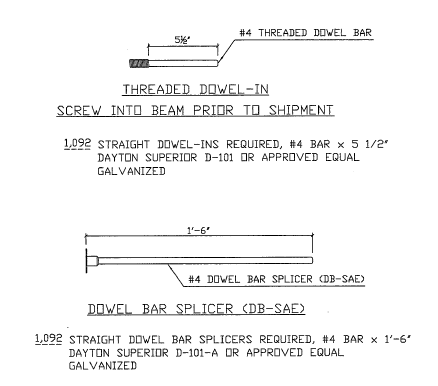 5½"
#4 THREADED DOWEL BAR
THREADED DOWEL-IN
SCREW INTO BEAM PRIOR TO SHIPMENT
1,092 STRAIGHT DOWEL-INS REQUIRED, #4 BAR x 5 1/2"
DAYTON SUPERIOR D-101 OR APPROVED EQUAL
GALVANIZED
1'-6"
#4 DOWEL BAR SPLICER (DB-SAE)
DOWEL BAR SPLICER (DB-SAE)
1,092 STRAIGHT DOWEL BAR SPLICERS REQUIRED, #4 BAR x 1'-6"
DAYTON SUPERIOR D-101-A OR APPROVED EQUAL
GALVANIZED